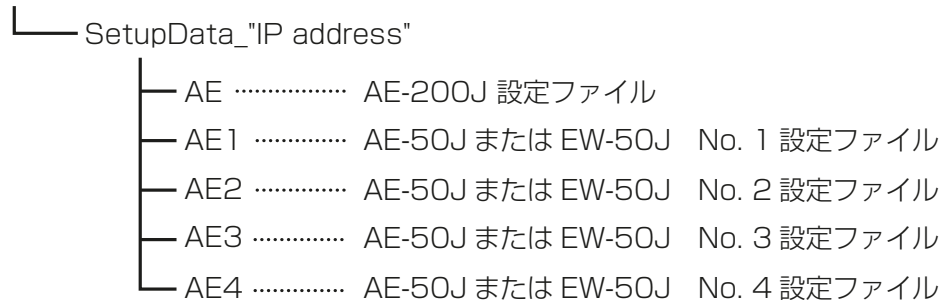 SetupData_"IP address"
AE ················· AE-200J 設定ファイル
AE1 ·············· AE-50J または EW-50J　No. 1 設定ファイル
AE2 ·············· AE-50J または EW-50J　No. 2 設定ファイル
AE3 ·············· AE-50J または EW-50J　No. 3 設定ファイル
AE4 ·············· AE-50J または EW-50J　No. 4 設定ファイル